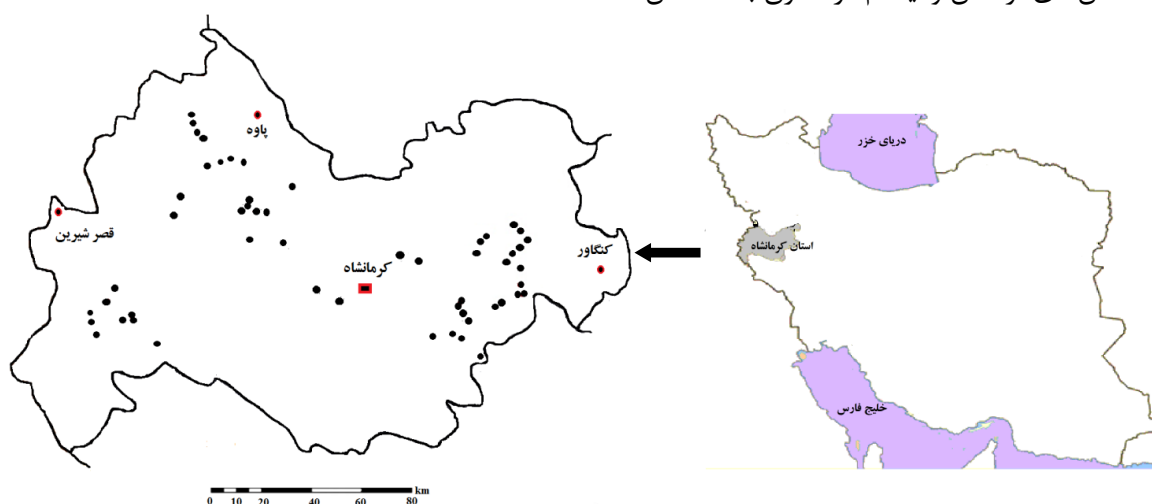 پاوه
قصر شیرین
کنگاور
کرمانشاه
km
0 10 20 40 60 80
دریای خزر
استان کرمانشاه
خلیج فارس